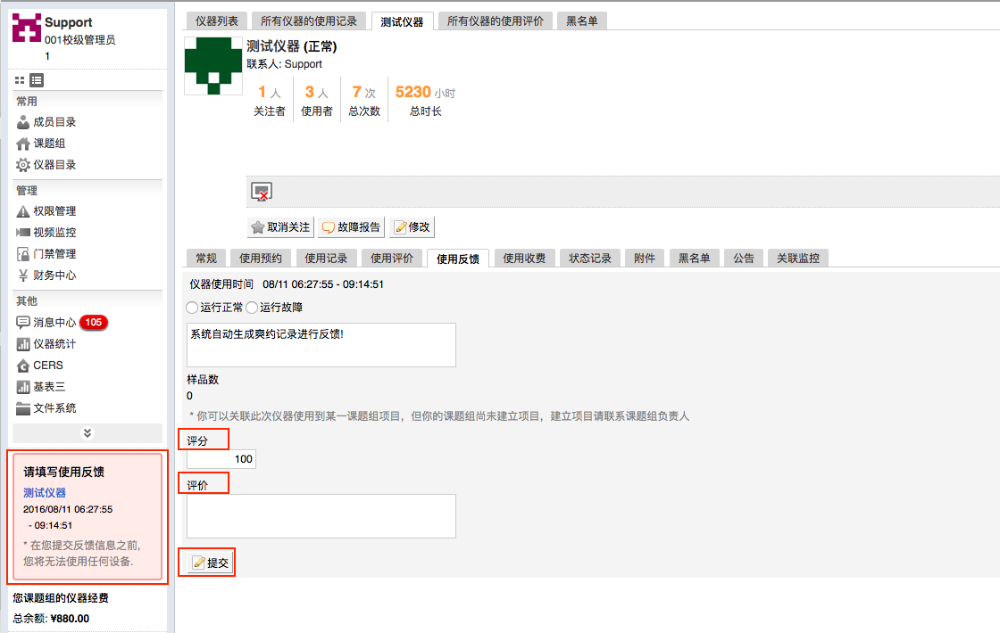 Support
001校级管理员
1
常用
成员目录
课题组
仪器目录
管理
权限管理
视频监控
门禁管理
财务中心
其他
消息中心 105
仪器统计
CERS
基表三
文件系统
请填写使用反馈
测试仪器
2016/08/11 06:27:55
- 09:14:51
* 在您提交反馈信息之前,
您将无法使用任何设备.
您课题组的仪器经费
总余额: ¥880.00
仪器列表 所有仪器的使用记录 测试仪器 所有仪器的使用评价 黑名单
测试仪器 (正常)
联系人: Support
1 人 3 人 7 次 5230 小时
关注者 使用者 总次数 总时长
取消关注 故障报告 修改
常规 使用预约 使用记录 使用评价 使用反馈 使用收费 状态记录 附件 黑名单 公告 关联监控
仪器使用时间 08/11 06:27:55 - 09:14:51
运行正常 运行故障
系统自动生成爽约记录进行反馈!
样品数
0
* 你可以关联此次仪器使用到某一课题组项目，但你的课题组尚未建立项目，建立项目请联系课题组负责人
评分
100
评价
提交